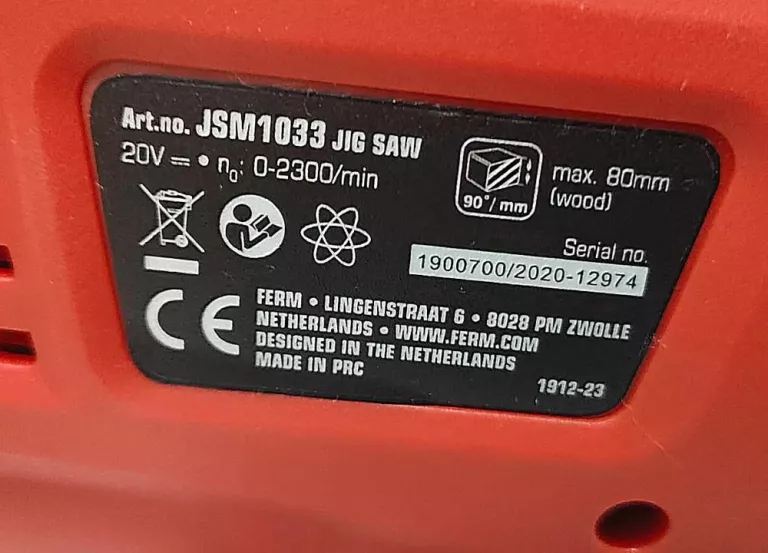 Art.no. JSM1033 JIG SAW
20V ⎓ • n₀: 0-2300/min
90°/mm
max. 80mm
(wood)
Serial no.
1900700/2020-12974
CE
FERM • LINGENSTRAAT 6 • 8028 PM ZWOLLE
NETHERLANDS • WWW.FERM.COM
DESIGNED IN THE NETHERLANDS
MADE IN PRC
1912-23